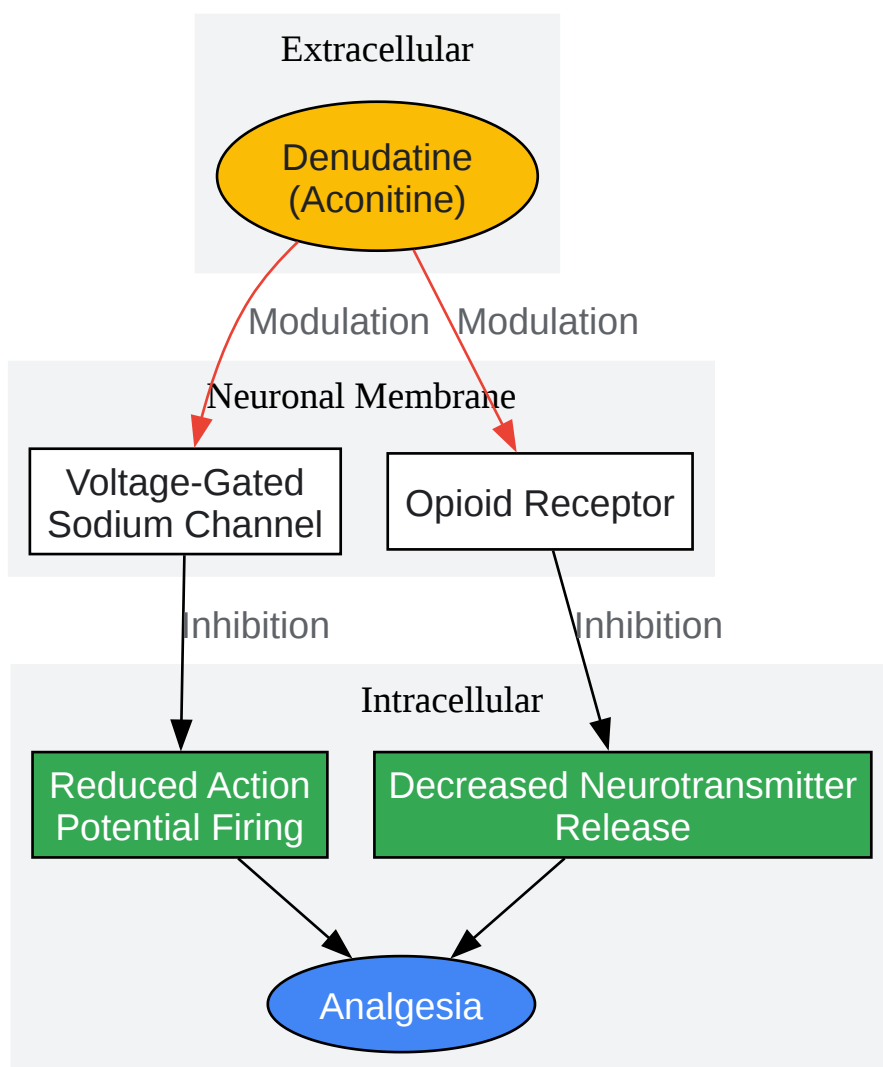 Extracellular
Denudatine
(Aconitine)
Modulation
Modulation
Neuronal Membrane
Voltage-Gated
Sodium Channel
Opioid Receptor
Inhibition
Inhibition
Intracellular
Reduced Action
Potential Firing
Decreased Neurotransmitter
Release
Analgesia